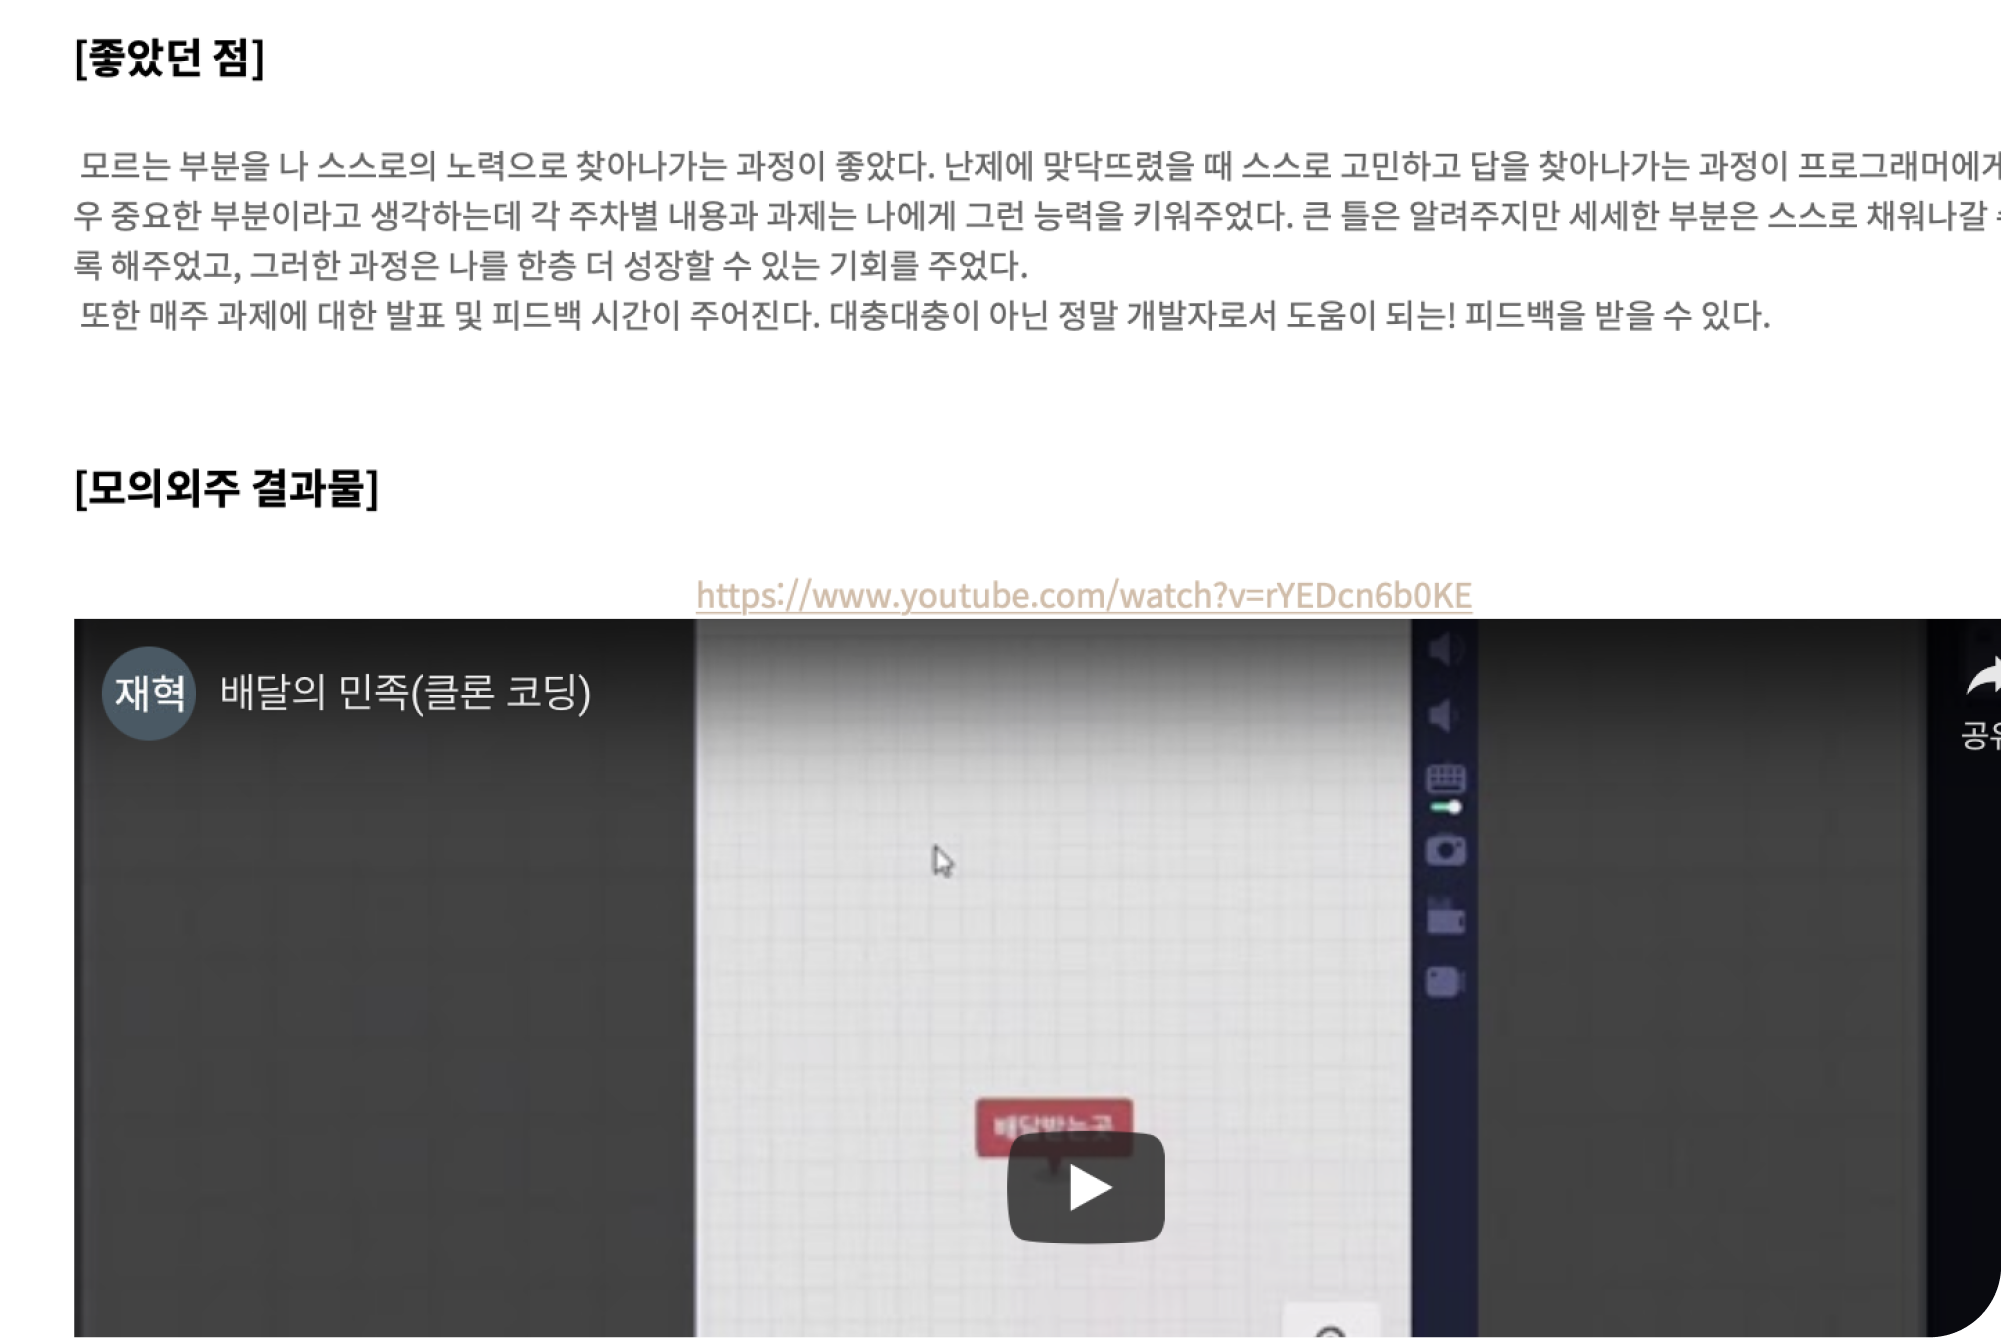 [좋았던 점]
모르는 부분을 나 스스로의 노력으로 찾아나가는 과정이 좋았다. 난제에 맞닥뜨렸을 때 스스로 고민하고 답을 찾아나가는 과정이 프로그래머에게
우 중요한 부분이라고 생각하는데 각 주차별 내용과 과제는 나에게 그런 능력을 키워주었다. 큰 틀은 알려주지만 세세한 부분은 스스로 채워나갈
록 해주었고, 그러한 과정은 나를 한층 더 성장할 수 있는 기회를 주었다.
또한 매주 과제에 대한 발표 및 피드백 시간이 주어진다. 대충대충이 아닌 정말 개발자로서 도움이 되는! 피드백을 받을 수 있다.
[모의외주 결과물]
https://www.youtube.com/watch?v=rYEDcn6b0KE
재혁 배달의 민족(클론 코딩)
공유
배달받는곳